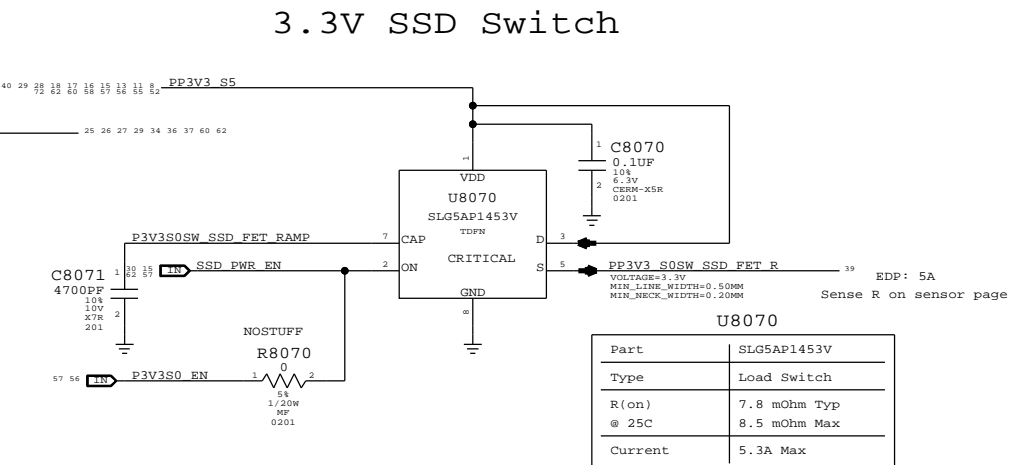 3.3V SSD Switch
40 29 28 18 17 16 15 13 11 8 PP3V3 S5
72 62 60 58 57 56 55 52
25 26 27 29 34 36 37 60 62
1 C8070
0.1UF
10%
6.3V
2 CERM-X5R
0201
1
VDD
U8070
SLG5AP1453V
TDFN
P3V3S0SW_SSD_FET_RAMP 7 CAP
D 3
CRITICAL
30 15 IN SSD_PWR_EN 2 ON
62 57
S 5 PP3V3_S0SW_SSD_FET_R 39
VOLTAGE=3.3V
MIN_LINE_WIDTH=0.50MM
MIN_NECK_WIDTH=0.20MM
EDP: 5A
Sense R on sensor page
GND
8
C8071 1
4700PF
10%
10V
X7R 2
201
NOSTUFF
R8070
0
57 56 IN P3V3S0_EN 1 2
5%
1/20W
MF
0201
U8070
Part SLG5AP1453V
Type Load Switch
R(on) 7.8 mOhm Typ
@ 25C 8.5 mOhm Max
Current 5.3A Max